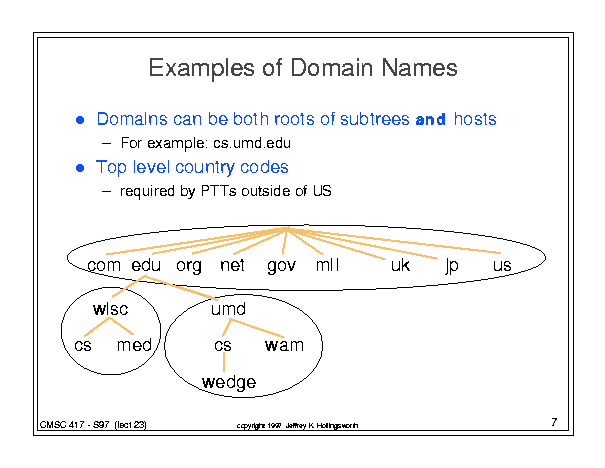 Examples of Domain Names
● Domains can be both roots of subtrees and hosts
– For example: cs.umd.edu
● Top level country codes
– required by PTTs outside of US
com edu org net gov mil uk jp us
wisc umd
cs med cs wam
wedge
CMSC 417 - S97 (lect23) copyright 1997 Jeffrey K. Hollingsworth 7